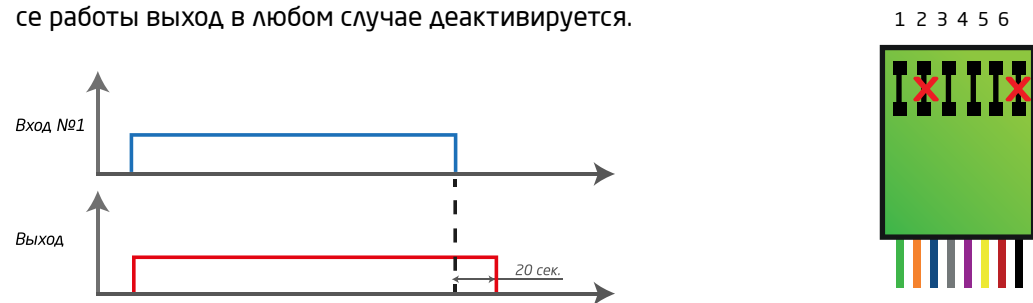 се работы выход в любом случае деактивируется.
1 2 3 4 5 6
Вход №1
Выход
20 сек.